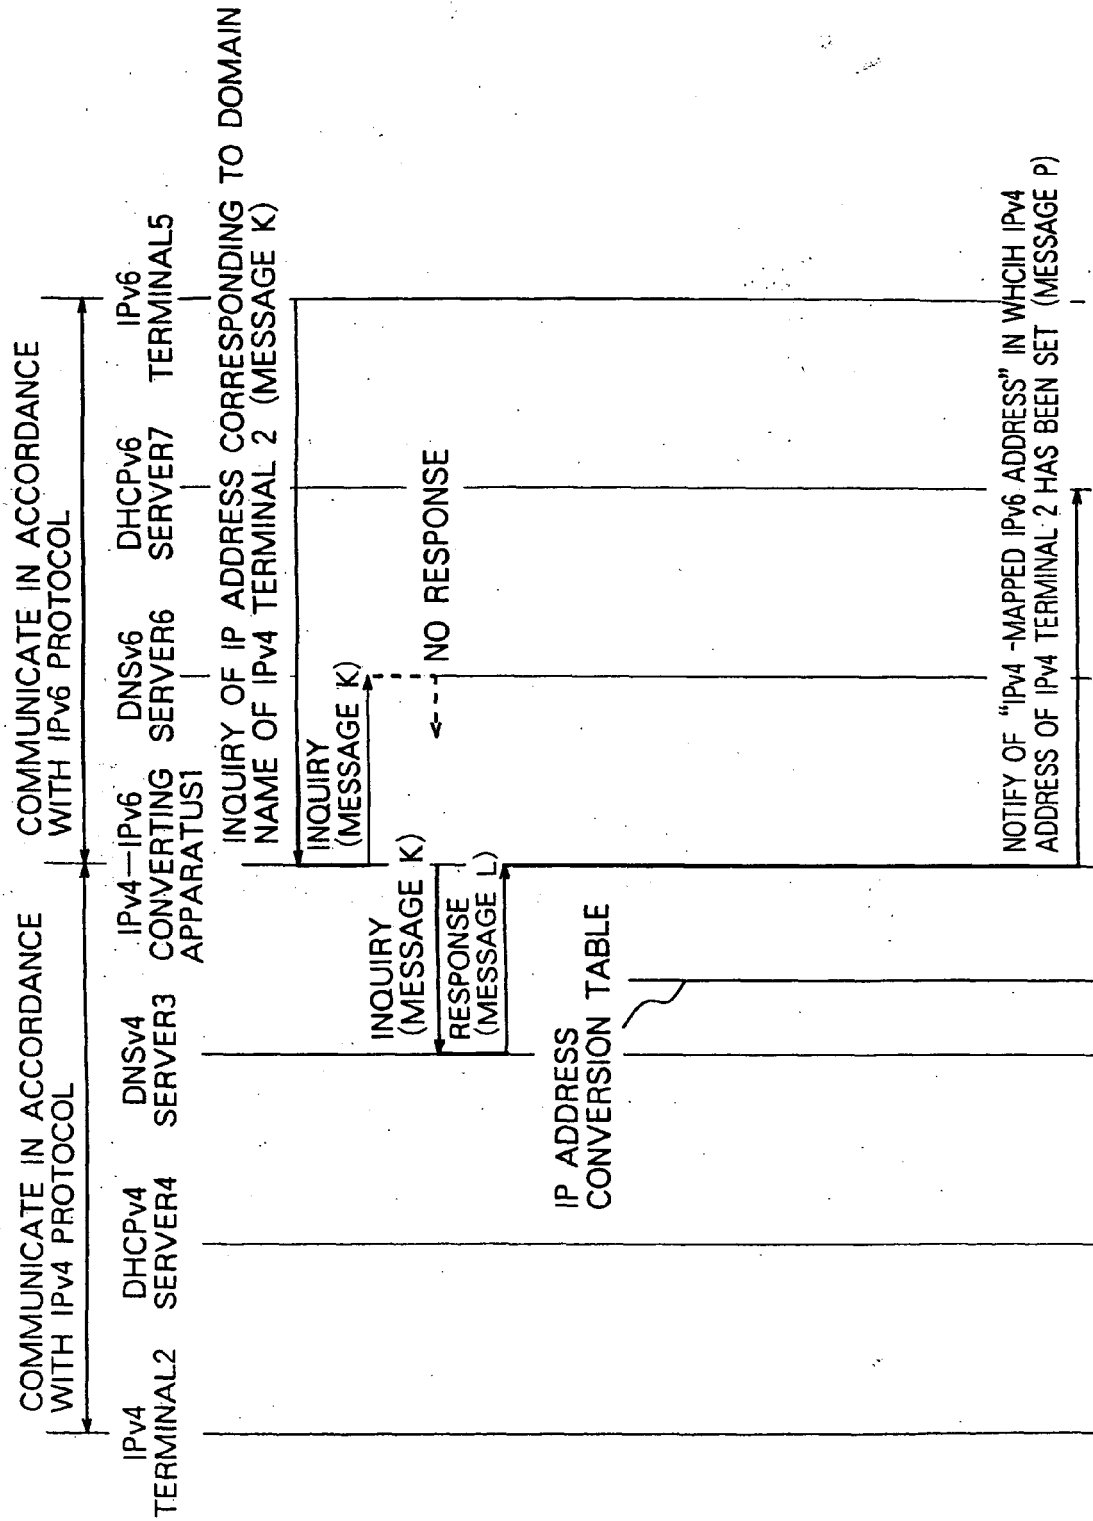 COMMUNICATE IN ACCORDANCE
WITH IPv4 PROTOCOL
COMMUNICATE IN ACCORDANCE
WITH IPv6 PROTOCOL
IPv4
TERMINAL2
DHCPv4
SERVER4
DNSv4
SERVER3
IPv4—IPv6
CONVERTING
APPARATUS1
DNSv6
SERVER6
DHCPv6
SERVER7
IPv6
TERMINAL5
INQUIRY OF IP ADDRESS CORRESPONDING TO DOMAIN
NAME OF IPv4 TERMINAL 2 (MESSAGE K)
INQUIRY
(MESSAGE K)
NO RESPONSE
INQUIRY
(MESSAGE K)
RESPONSE
(MESSAGE L)
IP ADDRESS
CONVERSION TABLE
NOTIFY OF "IPv4 -MAPPED IPv6 ADDRESS" IN WHCIH IPv4
ADDRESS OF IPv4 TERMINAL 2 HAS BEEN SET (MESSAGE P)